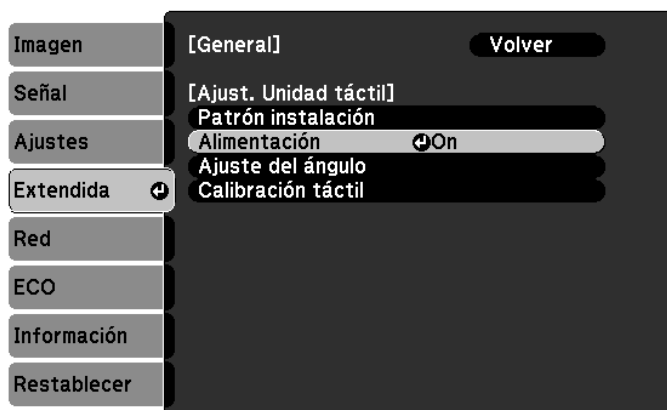 Imagen
Señal
Ajustes
Extendida
Red
ECO
Información
Restablecer
[General] Volver
[Ajust. Unidad táctil]
Patrón instalación
Alimentación On
Ajuste del ángulo
Calibración táctil